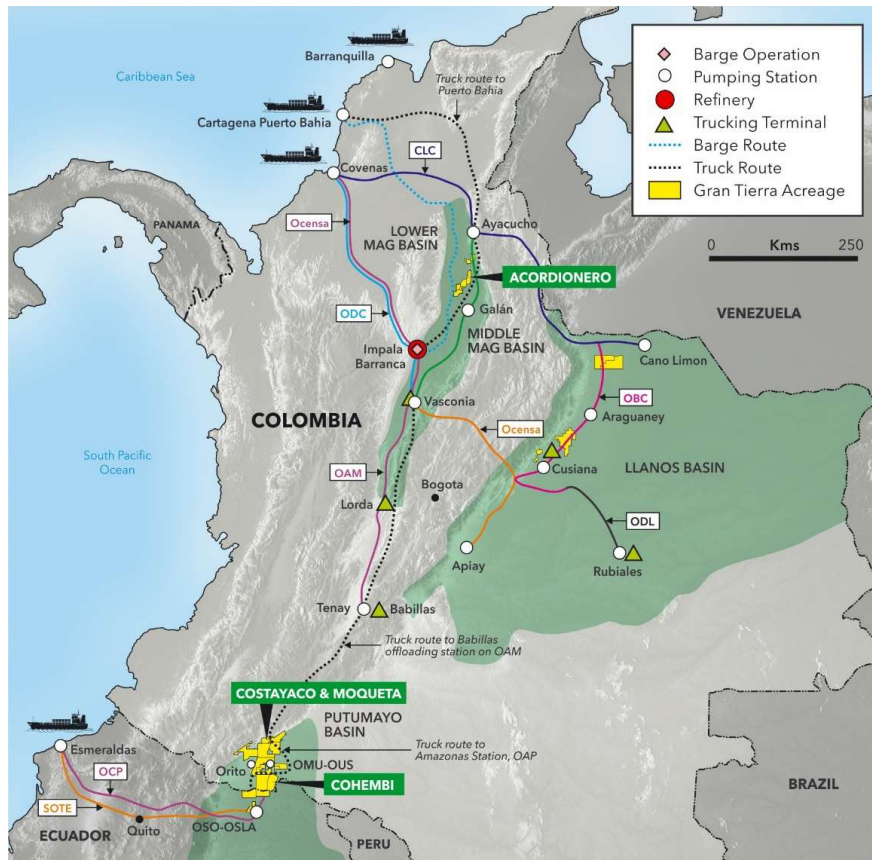 Barranquilla
Caribbean Sea
Truck route to
Puerto Bahia
Cartagena Puerto Bahia
CLC
Covenas
PANAMA
Ocensa
LOWER
MAG BASIN
Ayacucho
ACORDIONERO
Galán
ODC
MIDDLE
MAG BASIN
Impala
Barranca
VENEZUELA
Cano Limon
COLOMBIA
Vasconia
OBC
Araguaney
Ocensa
South Pacific
Ocean
OAM
Cusiana
LLANOS BASIN
Bogota
Lorda
ODL
Apiay
Rubiales
Tenay
Babillas
Truck route to Babillas
offloading station on OAM
COSTAYACO & MOQUETA
PUTUMAYO
BASIN
Esmeraldas
Truck route to
Amazonas Station, OAP
OCP
Orito
OMU-OUS
COHEMBI
SOTE
BRAZIL
ECUADOR
Quito
OSO-OSLA
PERU
Barge Operation
Pumping Station
Refinery
Trucking Terminal
Barge Route
Truck Route
Gran Tierra Acreage
0 Kms 250